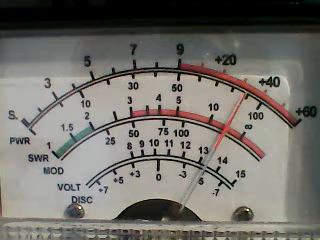 S. 3 5 7 9 +20 +40 +60
PWR 10 30 50 100
SWR 1 1.5 2 3 4 5 10 ∞
MOD 25 50 75 100
VOLT 8 9 10 11 12 13 14 15
DISC +7 +5 +3 0 -3 -5 -7